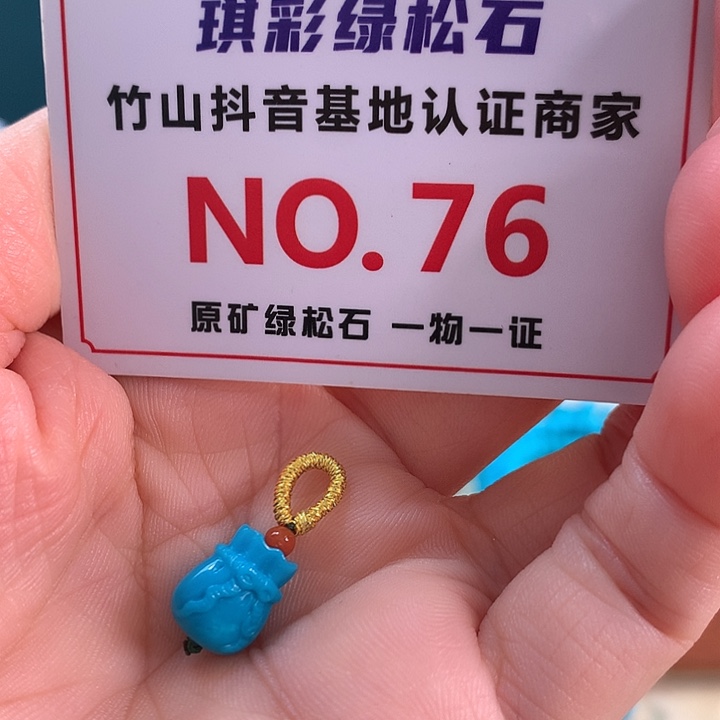 琪彩绿松石
竹山抖音基地认证商家
NO.76
原矿绿松石 一物一证